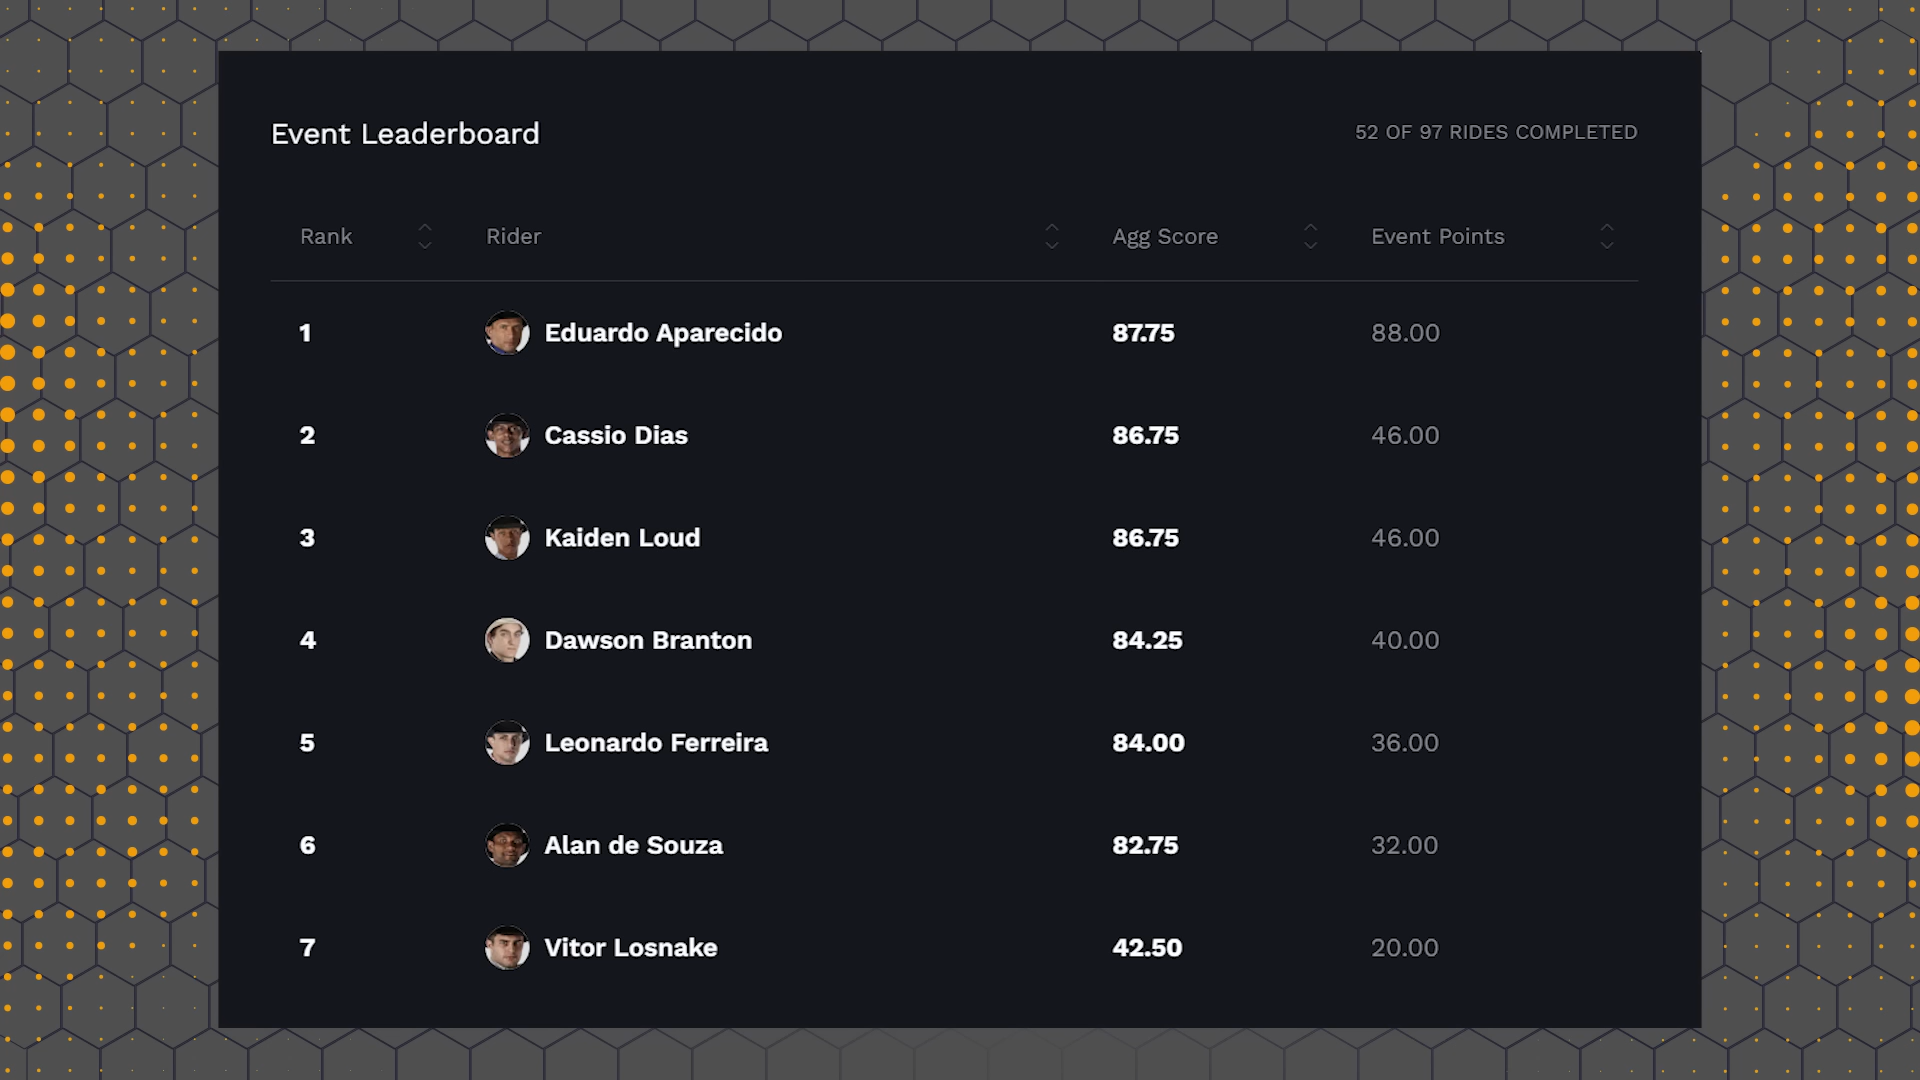 Event Leaderboard
52 OF 97 RIDES COMPLETED
Rank Rider Agg Score Event Points
1 Eduardo Aparecido 87.75 88.00
2 Cassio Dias 86.75 46.00
3 Kaiden Loud 86.75 46.00
4 Dawson Branton 84.25 40.00
5 Leonardo Ferreira 84.00 36.00
6 Alan de Souza 82.75 32.00
7 Vitor Losnake 42.50 20.00